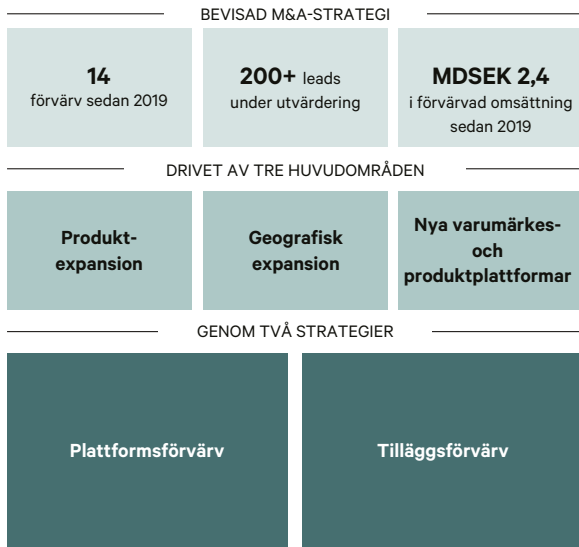 BEVISAD M&A-STRATEGI
14
förvärv sedan 2019
200+ leads
under utvärdering
MDSEK 2,4
i förvärvad omsättning
sedan 2019
DRIVET AV TRE HUVUDOMRÅDEN
Produkt-
expansion
Geografisk
expansion
Nya varumärkes-
och
produktplattformar
GENOM TVÅ STRATEGIER
Plattformsförvärv
Tilläggsförvärv